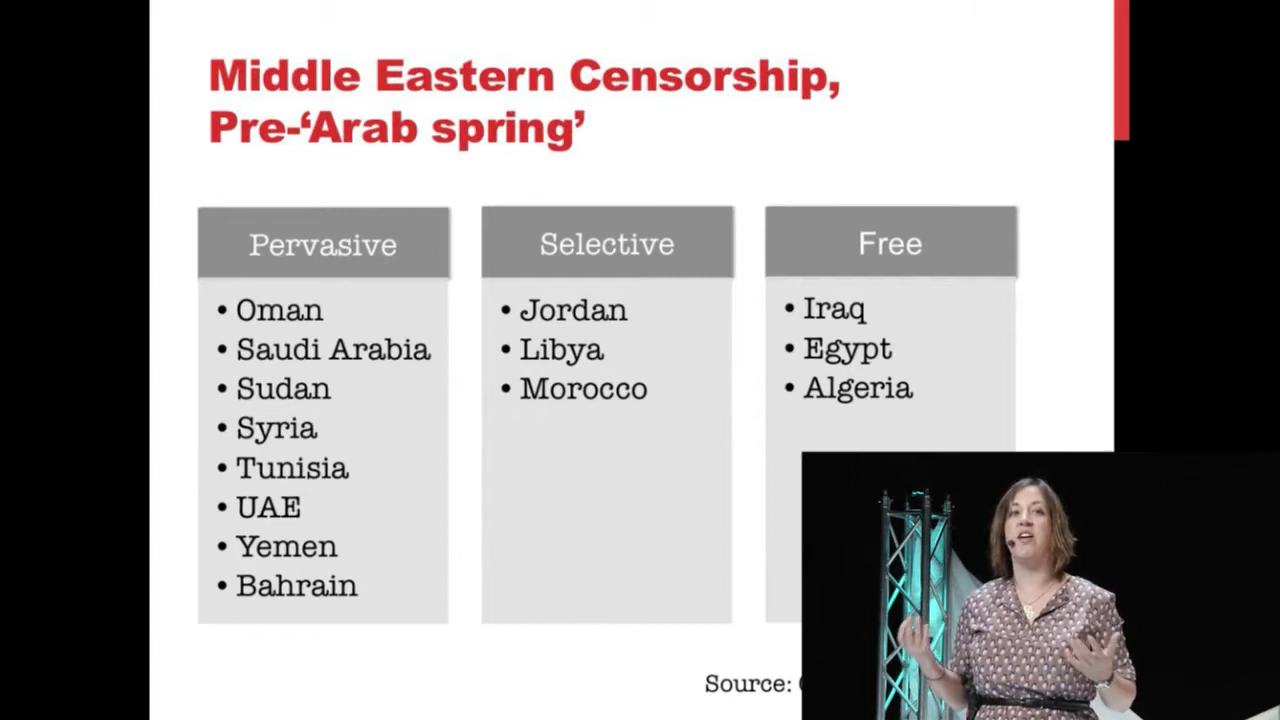 Middle Eastern Censorship,
Pre-‘Arab spring’
Pervasive
• Oman
• Saudi Arabia
• Sudan
• Syria
• Tunisia
• UAE
• Yemen
• Bahrain
Selective
• Jordan
• Libya
• Morocco
Free
• Iraq
• Egypt
• Algeria
Source: